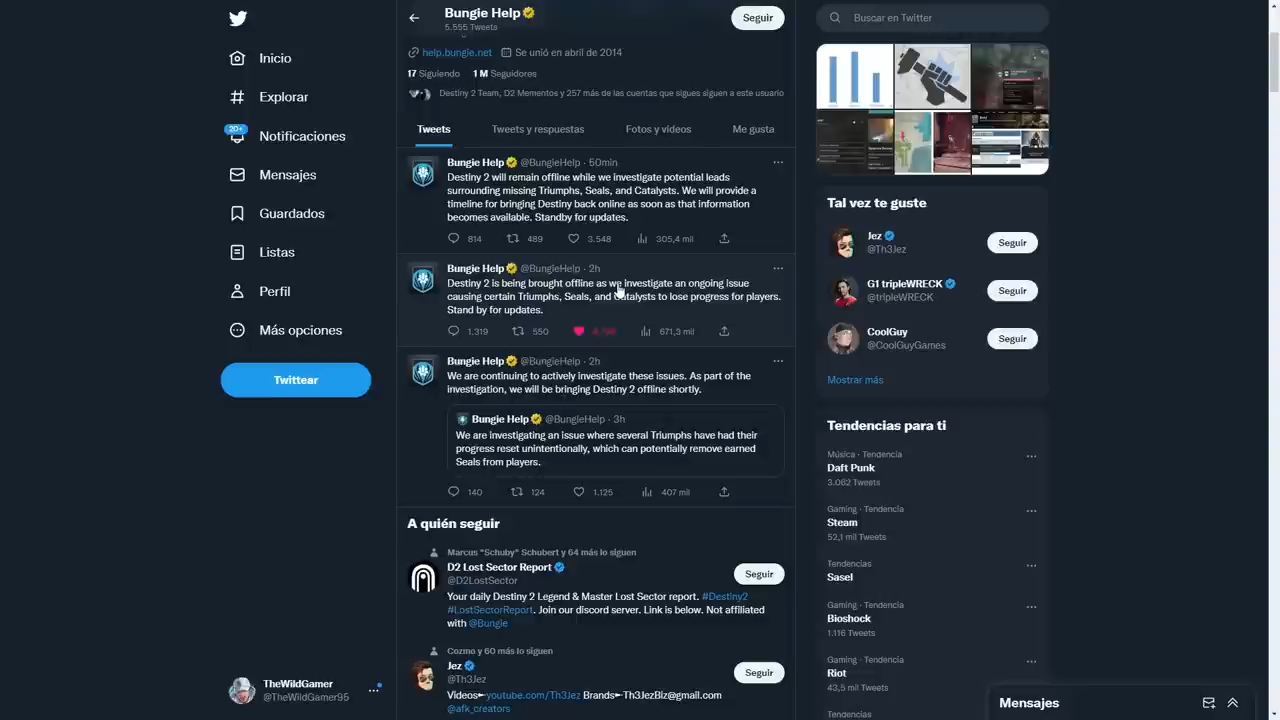 Inicio
Explorar
20+
Notificaciones
Mensajes
Guardados
Listas
Perfil
Más opciones
Twittear
TheWildGamer
@TheWildGamer95
Bungie Help
5.555 Tweets
Seguir
help.bungie.net Se unió en abril de 2014
17 Siguiendo 1 M Seguidores
Destiny 2 Team, D2 Mementos y 257 más de las cuentas que sigues siguen a este usuario
Tweets Tweets y respuestas Fotos y videos Me gusta
Bungie Help @BungieHelp · 50min
Destiny 2 will remain offline as we investigate potential leads
surrounding missing Triumphs, Seals, and Catalysts. We will provide a
timeline for bringing Destiny back online as soon as that information
becomes available. Standby for updates.
814 489 3.548 305,4 mil
Bungie Help @BungieHelp · 2h
Destiny 2 is being brought offline as we investigate an ongoing issue
causing certain Triumphs, Seals, and Catalysts to lose progress for players.
Stand by for updates.
1.319 550 671,3 mil
Bungie Help @BungieHelp · 2h
We are continuing to actively investigate these issues. As part of the
investigation, we will be bringing Destiny 2 offline shortly.
Bungie Help @BungieHelp · 3h
We are investigating an issue where several Triumphs have had their
progress reset unintentionally, which can potentially remove earned
Seals from players.
140 124 1.125 407 mil
A quién seguir
Marcus "Schuby" Schubert y 64 más lo siguen
D2 Lost Sector Report
@D2LostSector
Seguir
Your daily Destiny 2 Legend & Master Lost Sector report. #Destiny2
#LostSectorReport. Join our discord server. Link is below. Not affiliated
with @Bungie
Cozmo y 60 más lo siguen
Jez
@Th3Jez
Seguir
Videos➸youtube.com/Th3Jez Brands➸Th3JezBiz@gmail.com
@afk_creators
Buscar en Twitter
Tal vez te guste
Jez
@Th3Jez
Seguir
G1 tripleWRECK
@tripleWRECK
Seguir
CoolGuy
@CoolGuyGames
Seguir
Mostrar más
Tendencias para ti
Música · Tendencia
Daft Punk
3.062 Tweets
Gaming · Tendencia
Steam
52,1 mil Tweets
Tendencias
Sasel
Gaming · Tendencia
Bioshock
1.116 Tweets
Gaming · Tendencia
Riot
43,5 mil Tweets
Tendencias
Mensajes